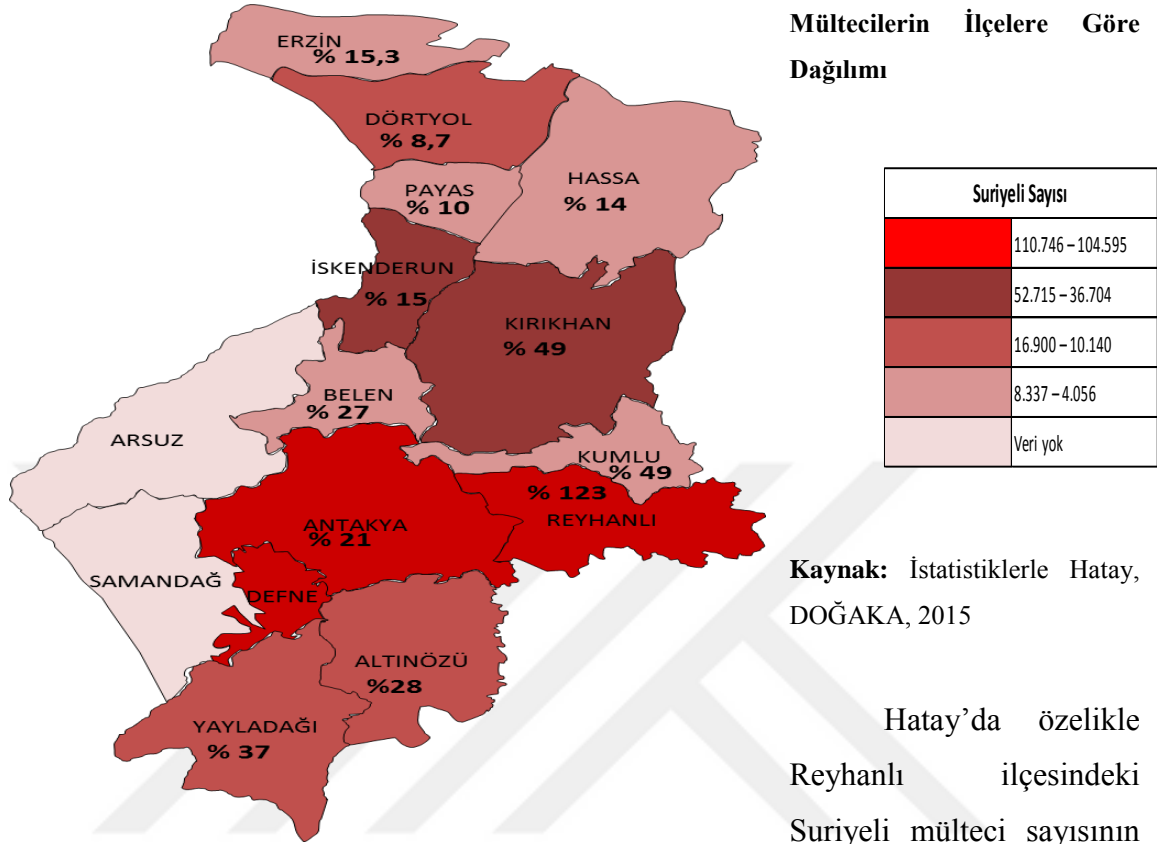 Mültecilerin İlçelere Göre
Dağılımı
ERZİN
% 15,3
DÖRTYOL
% 8,7
PAYAS
% 10
HASSA
% 14
İSKENDERUN
% 15
KIRIKHAN
% 49
BELEN
% 27
ARSUZ
KUMLU
% 49
% 123
REYHANLI
ANTAKYA
% 21
SAMANDAĞ
DEFNE
ALTINÖZÜ
%28
YAYLADAĞI
% 37
Suriyeli Sayısı
110.746 – 104.595
52.715 – 36.704
16.900 – 10.140
8.337 – 4.056
Veri yok
Kaynak: İstatistiklerle Hatay,
DOĞAKA, 2015
Hatay’da özelikle
Reyhanlı ilçesindeki
Suriyeli mülteci sayısının